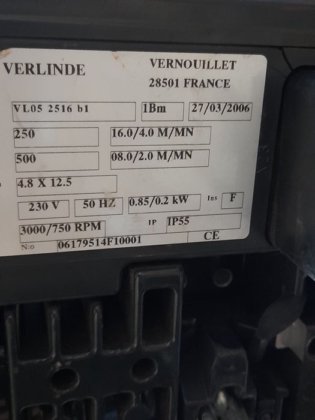 VERLINDE VERNOUILLET
28501 FRANCE
VL05 2516 b1 1Bm 27/03/2006
250 16.0/4.0 M/MN
500 08.0/2.0 M/MN
4.8 X 12.5
230 V 50 HZ 0.85/0.2 kW Ins F
3000/750 RPM IP IP55
N:o 06179514F10001 CE